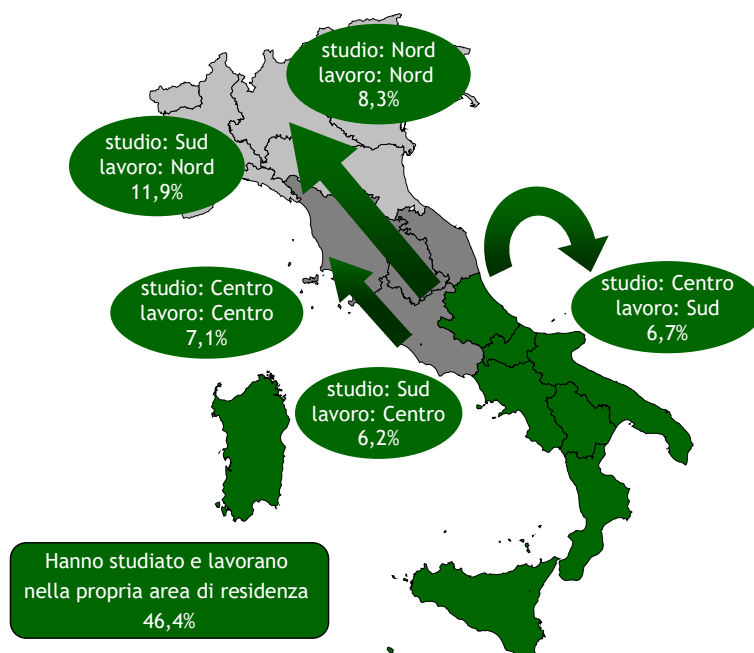 studio: Nord
lavoro: Nord
8,3%
studio: Sud
lavoro: Nord
11,9%
studio: Centro
lavoro: Centro
7,1%
studio: Centro
lavoro: Sud
6,7%
studio: Sud
lavoro: Centro
6,2%
Hanno studiato e lavorano
nella propria area di residenza
46,4%